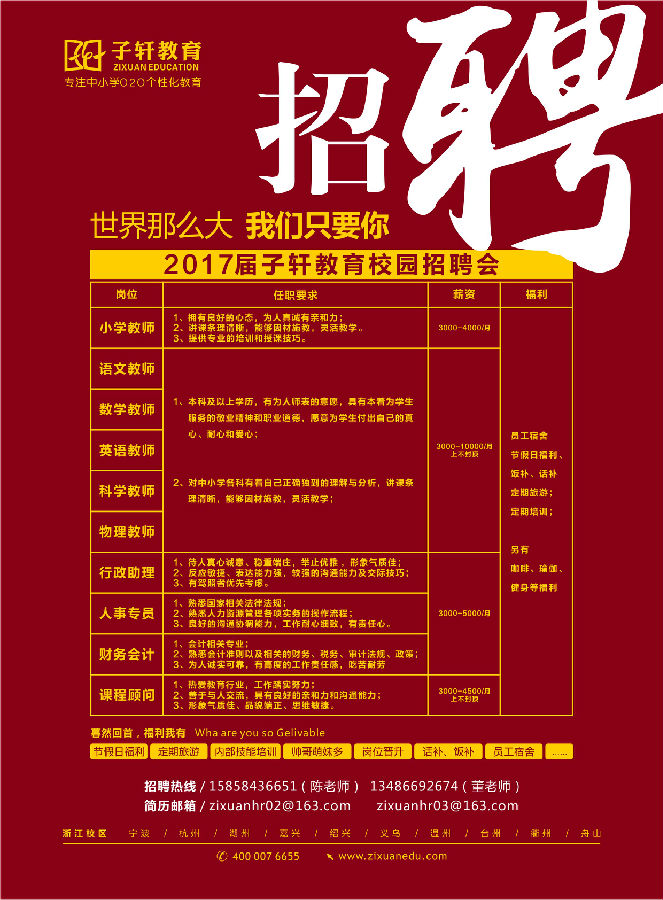 子轩教育
ZIXUAN EDUCATION
专注中小学O2O个性化教育
招聘
世界那么大 我们只要你
2017届子轩教育校园招聘会
岗位 任职要求 薪资 福利
小学教师
1、拥有良好的心态，为人真诚有亲和力；
2、讲课条理清晰，能够因材施教，灵活教学。
3、提供专业的培训和授课技巧。
3000-4000/月
语文教师
数学教师
英语教师
科学教师
物理教师
1、本科及以上学历，有为人师表的意愿，具有本着为学生
服务的敬业精神和职业道德，愿意为学生付出自己的真
心、耐心和爱心；
2、对中小学各科有着自己正确独到的理解与分析，讲课条
理清晰，能够因材施教，灵活教学；
3000-10000/月
上不封顶
行政助理
1、待人真心诚意、稳重端庄，举止优雅，形象气质佳；
2、反应敏捷、表达能力强，较强的沟通能力及交际技巧；
3、有驾照者优先考虑。
人事专员
1、熟悉国家相关法律法规；
2、熟悉人力资源管理各项实务的操作流程；
3、良好的沟通协调能力，工作耐心细致，有责任心。
3000-5000/月
财务会计
1、会计相关专业；
2、熟悉会计准则以及相关的财务、税务、审计法规、政策；
3、为人诚实可靠，有高度的工作责任感，吃苦耐劳
课程顾问
1、热爱教育行业，工作踏实努力；
2、善于与人交流，具有良好的亲和力和沟通能力；
3、形象气质佳、品貌端正、思维敏捷。
3000-4500/月
上不封顶
员工宿舍
节假日福利、
饭补、话补
定期旅游；
定期培训；
另有
咖啡、瑜伽、
健身等福利
蓦然回首，福利我有 Wha are you so Gelivable
节假日福利 定期旅游 内部技能培训 帅哥萌妹多 岗位晋升 话补、饭补 员工宿舍 ......
招聘热线 / 15858436651（陈老师） 13486692674（董老师）
简历邮箱 / zixuanhr02@163.com zixuanhr03@163.com
浙江校区 宁波 / 杭州 / 湖州 / 嘉兴 / 绍兴 / 义乌 / 温州 / 台州 / 衢州 / 舟山
400 007 6655 www.zixuanedu.com